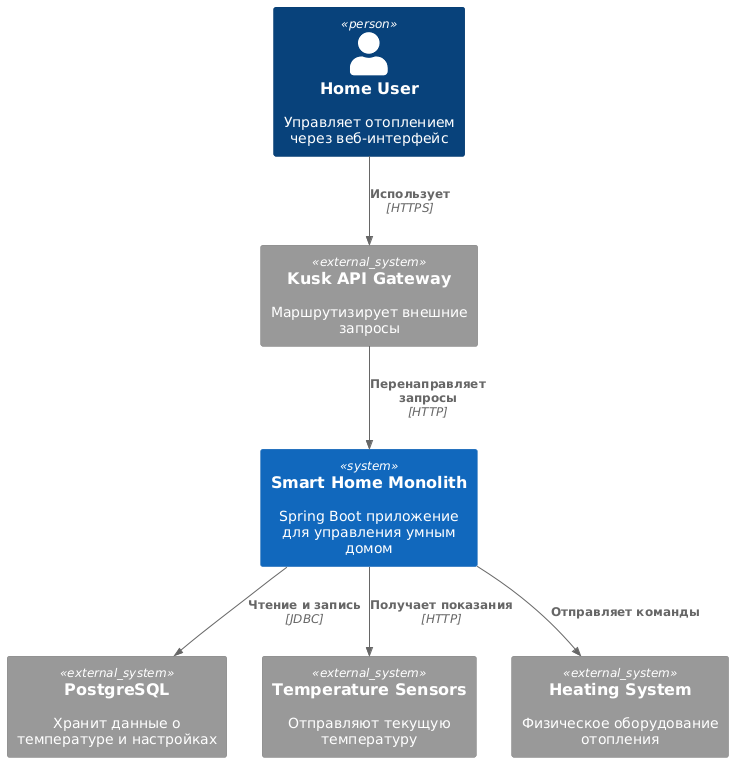 «person»
Home User
Управляет отоплением
через веб-интерфейс
Использует
[HTTPS]
«external_system»
Kusk API Gateway
Маршрутизирует внешние
запросы
Перенаправляет
запросы
[HTTP]
«system»
Smart Home Monolith
Spring Boot приложение
для управления умным
домом
Чтение и запись
[JDBC]
Получает показания
[HTTP]
Отправляет команды
«external_system»
PostgreSQL
Хранит данные о
температуре и настройках
«external_system»
Temperature Sensors
Отправляют текущую
температуру
«external_system»
Heating System
Физическое оборудование
отопления